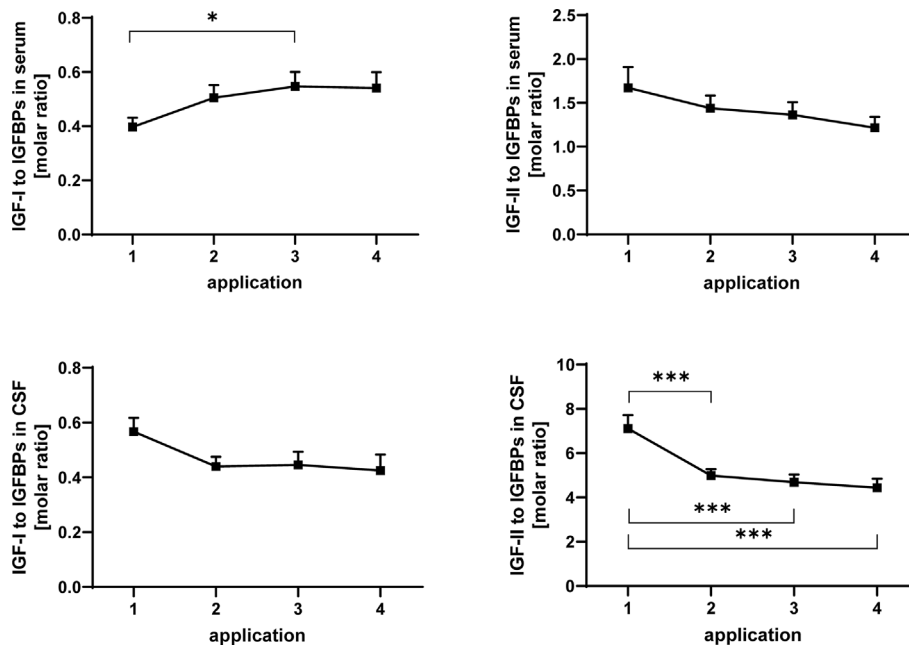 IGF-I to IGFBPs in serum
[molar ratio]
0.8
0.6
0.4
0.2
0.0
*
1 2 3 4
application
IGF-II to IGFBPs in serum
[molar ratio]
2.5
2.0
1.5
1.0
0.5
0.0
1 2 3 4
application
IGF-I to IGFBPs in CSF
[molar ratio]
0.8
0.6
0.4
0.2
0.0
1 2 3 4
application
IGF-II to IGFBPs in CSF
[molar ratio]
10
8
6
4
2
0
***
***
***
1 2 3 4
application